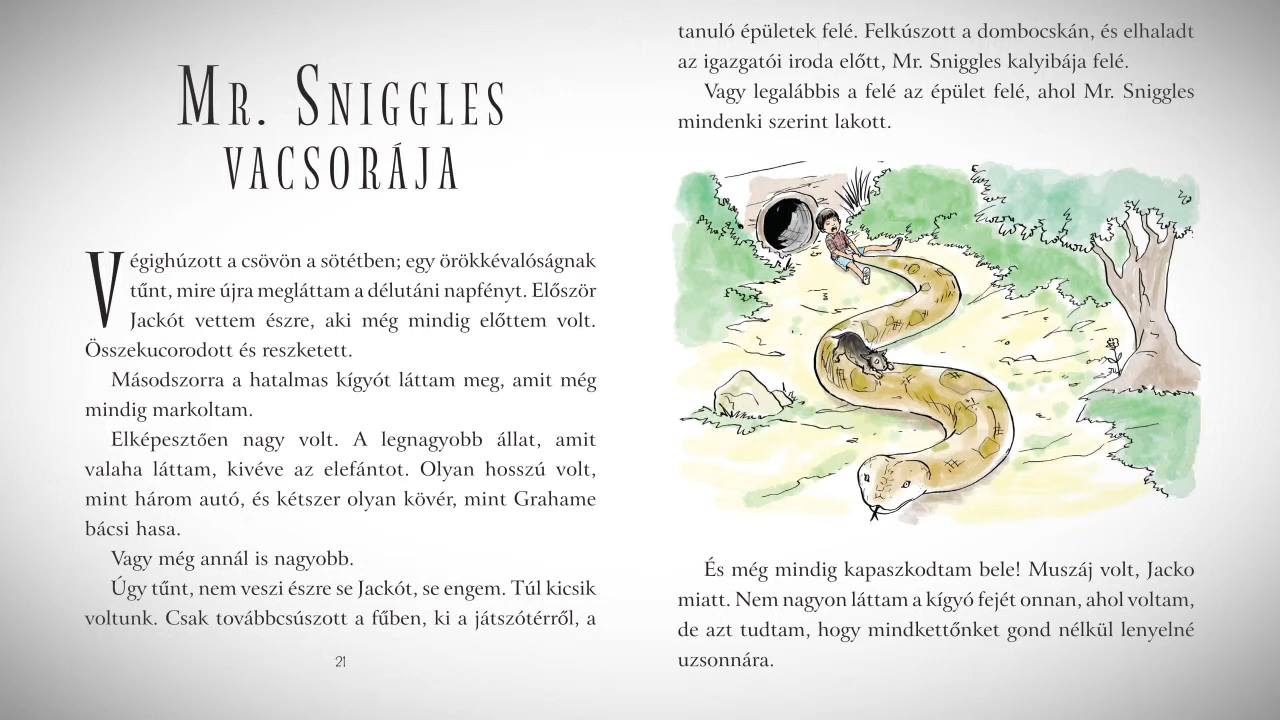 MR. SNIGGLES
VACSORÁJA
Végighúzott a csövön a sötétben; egy örökkévalóságnak
tűnt, mire újra megláttam a délutáni napfényt. Először
Jackót vettem észre, aki még mindig előttem volt.
Összekucorodott és reszketett.
Másodszorra a hatalmas kígyót láttam meg, amit még
mindig markoltam.
Elképesztően nagy volt. A legnagyobb állat, amit
valaha láttam, kivéve az elefántot. Olyan hosszú volt,
mint három autó, és kétszer olyan kövér, mint Grahame
bácsi hasa.
Vagy még annál is nagyobb.
Úgy tűnt, nem veszi észre se Jackót, se engem. Túl kicsik
voltunk. Csak továbbcsúszott a fűben, ki a játszótérről, a
21
tanuló épületek felé. Felkúszott a dombocskán, és elhaladt
az igazgatói iroda előtt, Mr. Sniggles kalyibája felé.
Vagy legalábbis a felé az épület felé, ahol Mr. Sniggles
mindenki szerint lakott.
És még mindig kapaszkodtam bele! Muszáj volt, Jacko
miatt. Nem nagyon láttam a kígyó fejét onnan, ahol voltam,
de azt tudtam, hogy mindkettőnket gond nélkül lenyelné
uzsonnára.